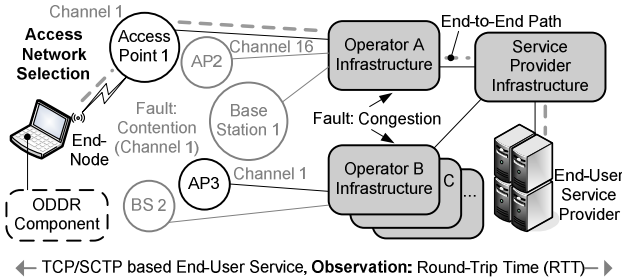 Channel 1
End-to-End Path
Access
Network
Selection
Access
Point 1
Channel 16
AP2
Operator A
Infrastructure
Service
Provider
Infrastructure
Base
Station 1
Fault:
Contention
(Channel 1)
Fault: Congestion
End-
Node
AP3
Channel 1
Operator B
Infrastructure
C
...
BS 2
ODDR
Component
End-User
Service
Provider
TCP/SCTP based End-User Service, Observation: Round-Trip Time (RTT)